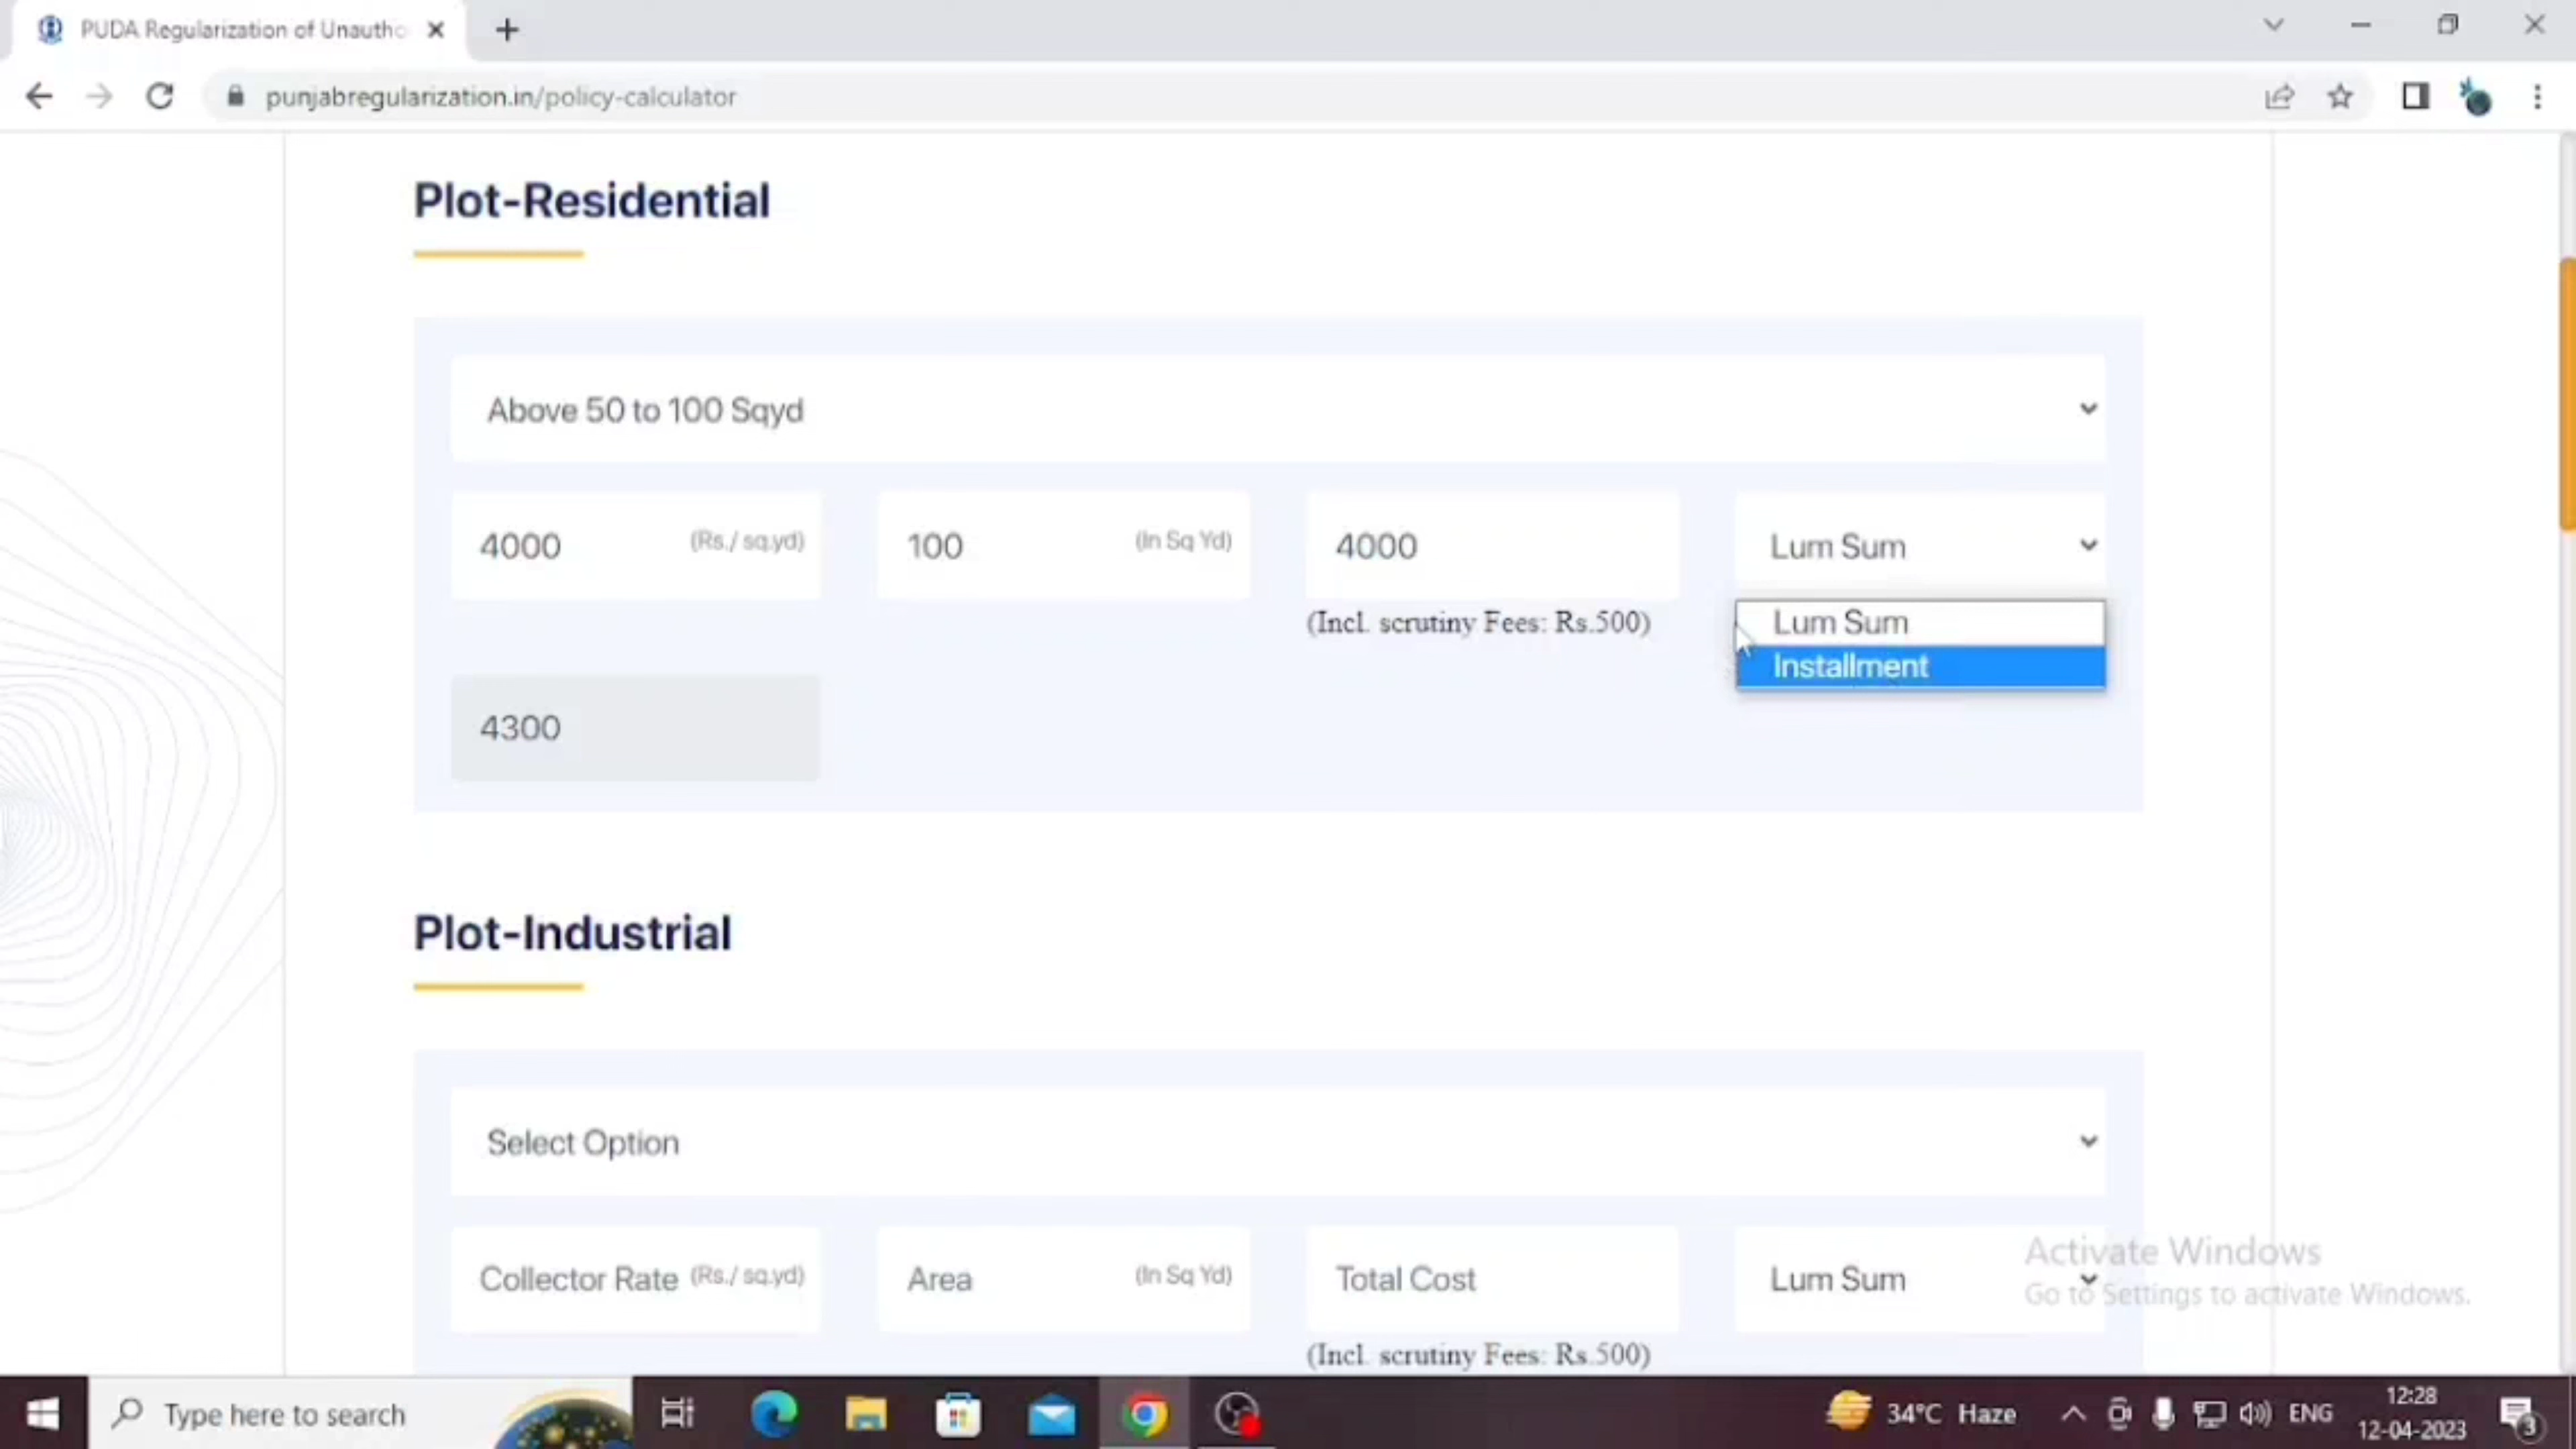 PUDA Regularization of Unautho
punjabregularization.in/policy-calculator
Plot-Residential
Above 50 to 100 Sqyd
4000 (Rs./ sq.yd) 100 (In Sq Yd) 4000 Lum Sum
(Incl. scrutiny Fees: Rs.500) Lum Sum
Installment
4300
Plot-Industrial
Select Option
Collector Rate (Rs./ sq.yd) Area (In Sq Yd) Total Cost Lum Sum
(Incl. scrutiny Fees: Rs.500)
Activate Windows
Go to Settings to activate Windows.
Type here to search 34°C Haze ENG 12:28
12-04-2023 3